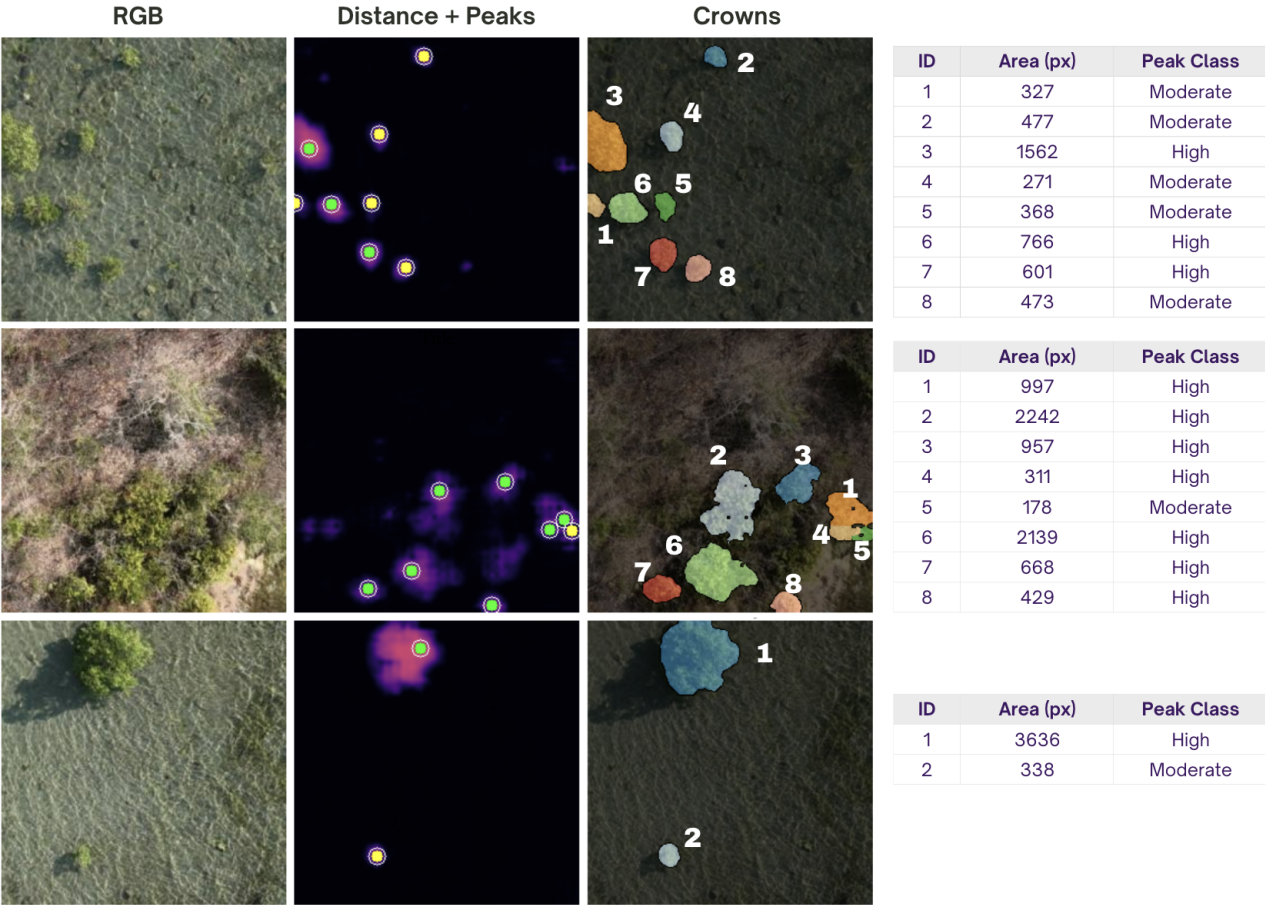 RGB Distance + Peaks Crowns
2
3
4
6 5
1
7 8
ID Area (px) Peak Class
1 327 Moderate
2 477 Moderate
3 1562 High
4 271 Moderate
5 368 Moderate
6 766 High
7 601 High
8 473 Moderate
2 3
1
4
5
6
7
8
ID Area (px) Peak Class
1 997 High
2 2242 High
3 957 High
4 311 High
5 178 Moderate
6 2139 High
7 668 High
8 429 High
1
2
ID Area (px) Peak Class
1 3636 High
2 338 Moderate